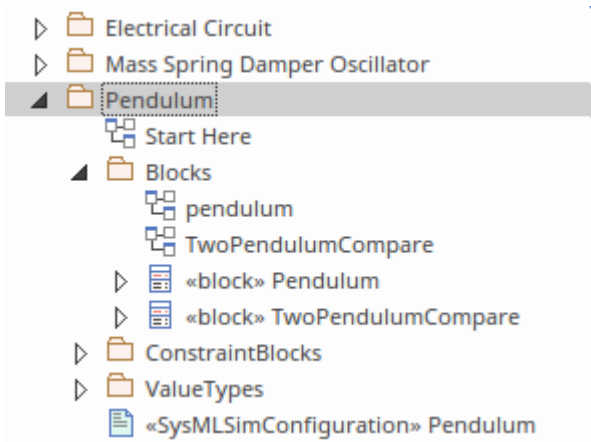 Electrical Circuit
Mass Spring Damper Oscillator
Pendulum
Start Here
Blocks
pendulum
TwoPendulumCompare
«block» Pendulum
«block» TwoPendulumCompare
ConstraintBlocks
ValueTypes
«SysMLSimConfiguration» Pendulum